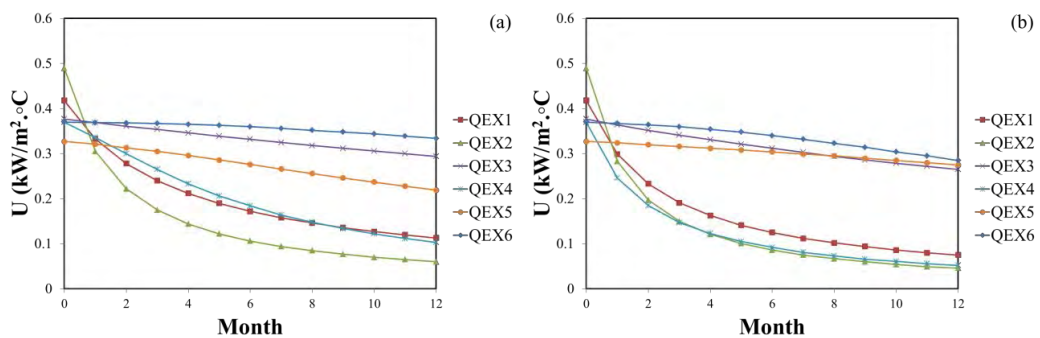 (a)
U (kW/m².°C)
0.6
0.5
0.4
0.3
0.2
0.1
0
0 2 4 6 8 10 12
Month
QEX1
QEX2
QEX3
QEX4
QEX5
QEX6
(b)
U (kW/m².°C)
0.6
0.5
0.4
0.3
0.2
0.1
0
0 2 4 6 8 10 12
Month
QEX1
QEX2
QEX3
QEX4
QEX5
QEX6